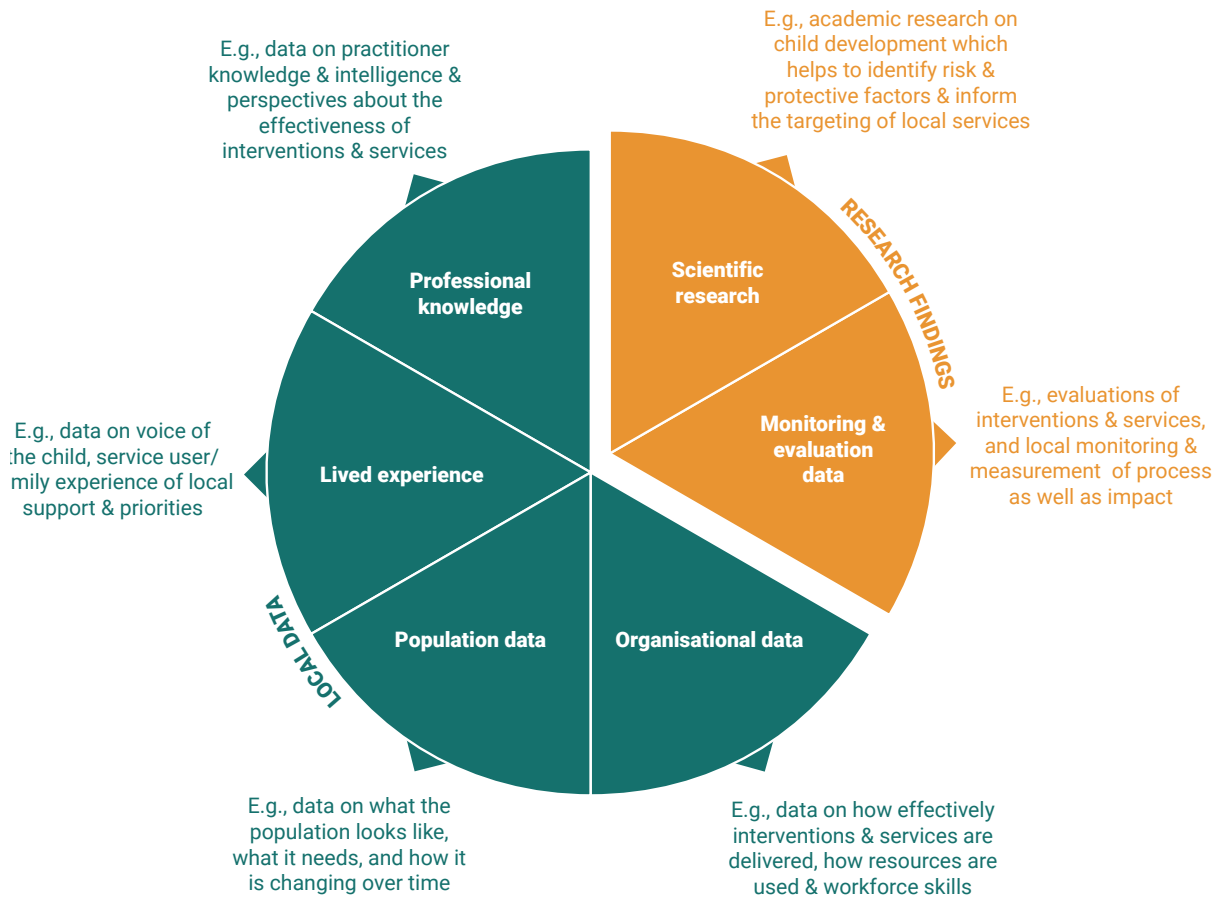 E.g., data on practitioner
knowledge & intelligence &
perspectives about the
effectiveness of
interventions & services
E.g., academic research on
child development which
helps to identify risk &
protective factors & inform
the targeting of local services
RESEARCH FINDINGS
Professional
knowledge
Scientific
research
Monitoring &
evaluation
data
E.g., evaluations of
interventions & services,
and local monitoring &
measurement of process
as well as impact
E.g., data on voice of
the child, service user/
mily experience of local
support & priorities
Lived experience
LOCAL DATA
Population data
Organisational data
E.g., data on what the
population looks like,
what it needs, and how it
is changing over time
E.g., data on how effectively
interventions & services are
delivered, how resources are
used & workforce skills